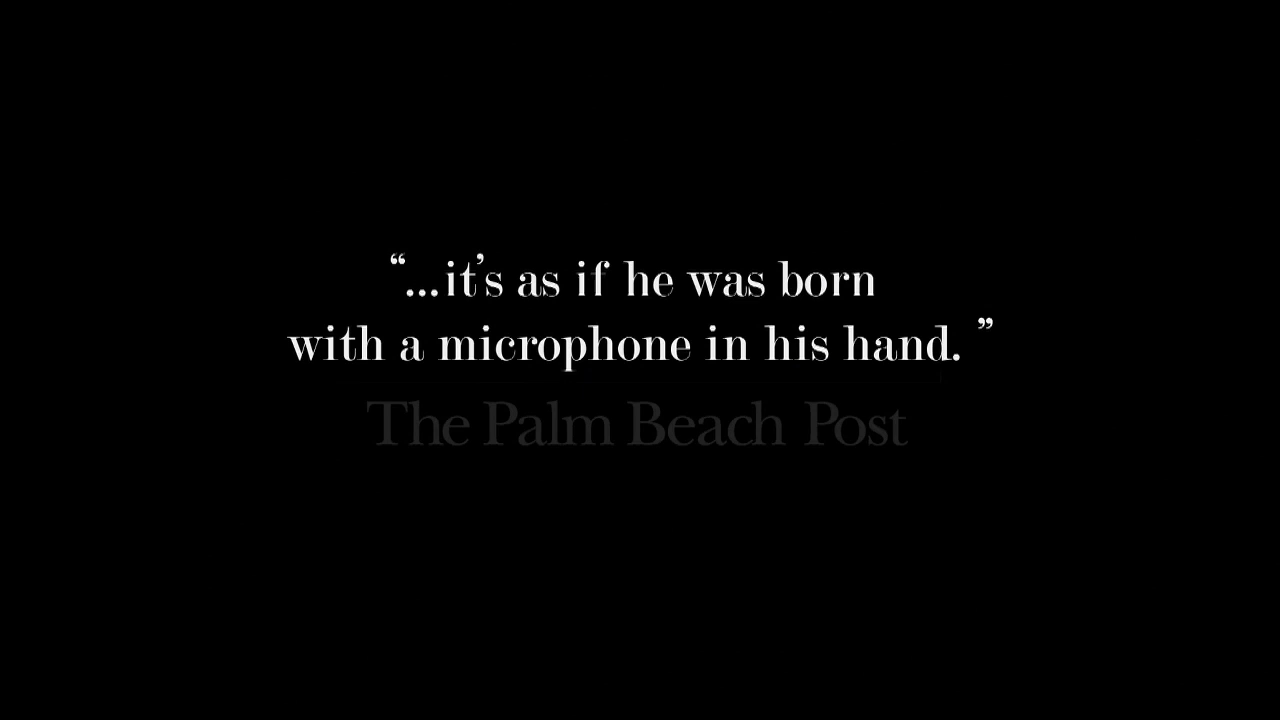 “...it’s as if he was born
with a microphone in his hand. ”
The Palm Beach Post